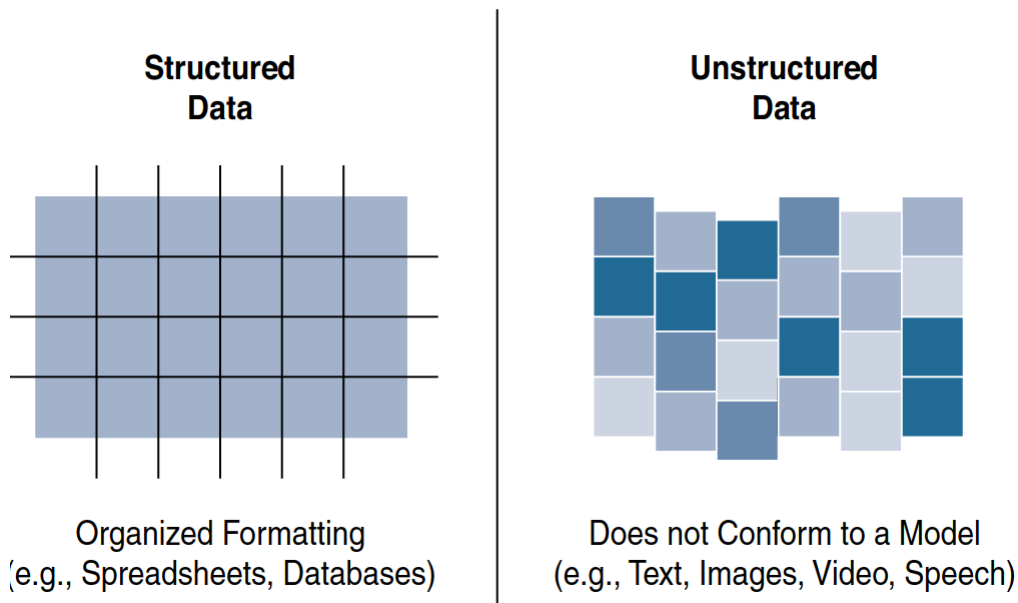 Structured
Data
Organized Formatting
(e.g., Spreadsheets, Databases)
Unstructured
Data
Does not Conform to a Model
(e.g., Text, Images, Video, Speech)